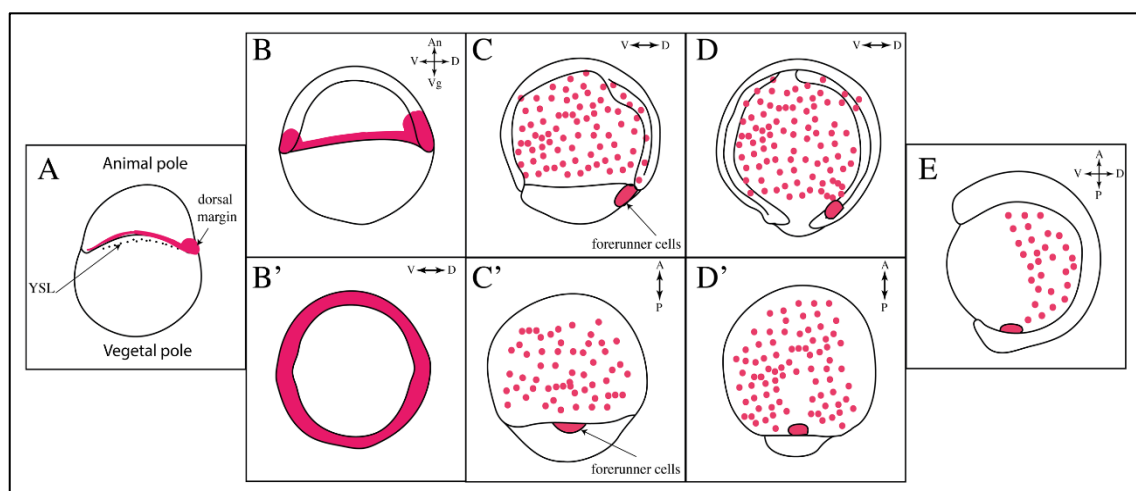 A
Animal pole
dorsal
margin
YSL
Vegetal pole
B
An
V D
Vg
B’
V D
C
V D
forerunner cells
C’
A
P
forerunner cells
D
V D
D’
A
P
E
A
V D
P